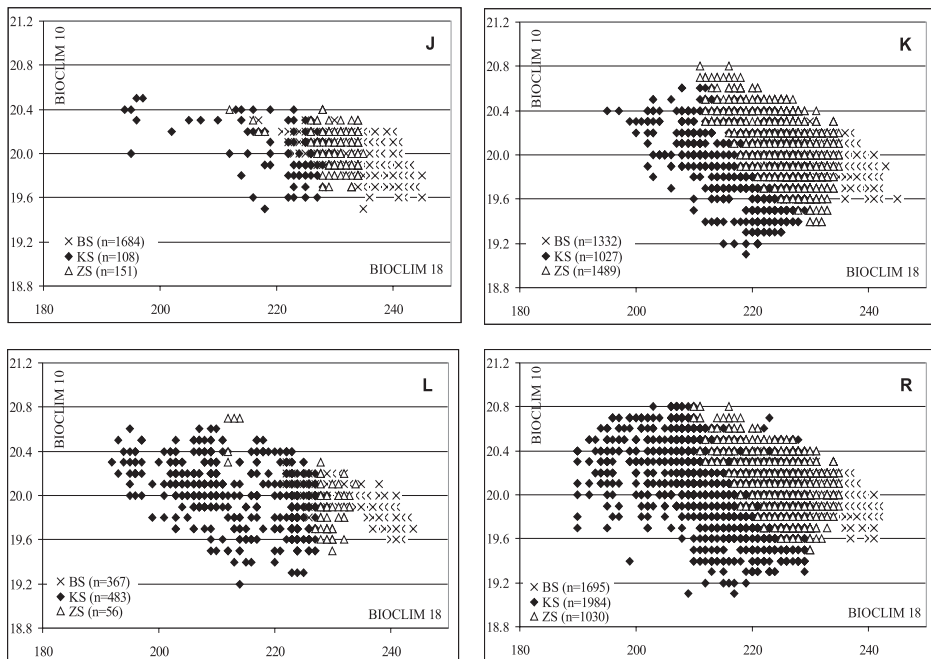 21.2
BIOCLIM 10
J
20.8
20.4
20.0
19.6
× BS (n=1684)
◆ KS (n=108)
19.2
△ ZS (n=151)
BIOCLIM 18
18.8
180
200
220
240
21.2
BIOCLIM 10
K
20.8
20.4
20.0
19.6
× BS (n=1332)
◆ KS (n=1027)
19.2
△ ZS (n=1489)
BIOCLIM 18
18.8
180
200
220
240
21.2
BIOCLIM 10
L
20.8
20.4
20.0
19.6
× BS (n=367)
◆ KS (n=483)
19.2
△ ZS (n=56)
BIOCLIM 18
18.8
180
200
220
240
21.2
BIOCLIM 10
R
20.8
20.4
20.0
19.6
× BS (n=1695)
◆ KS (n=1984)
19.2
△ ZS (n=1030)
BIOCLIM 18
18.8
180
200
220
240